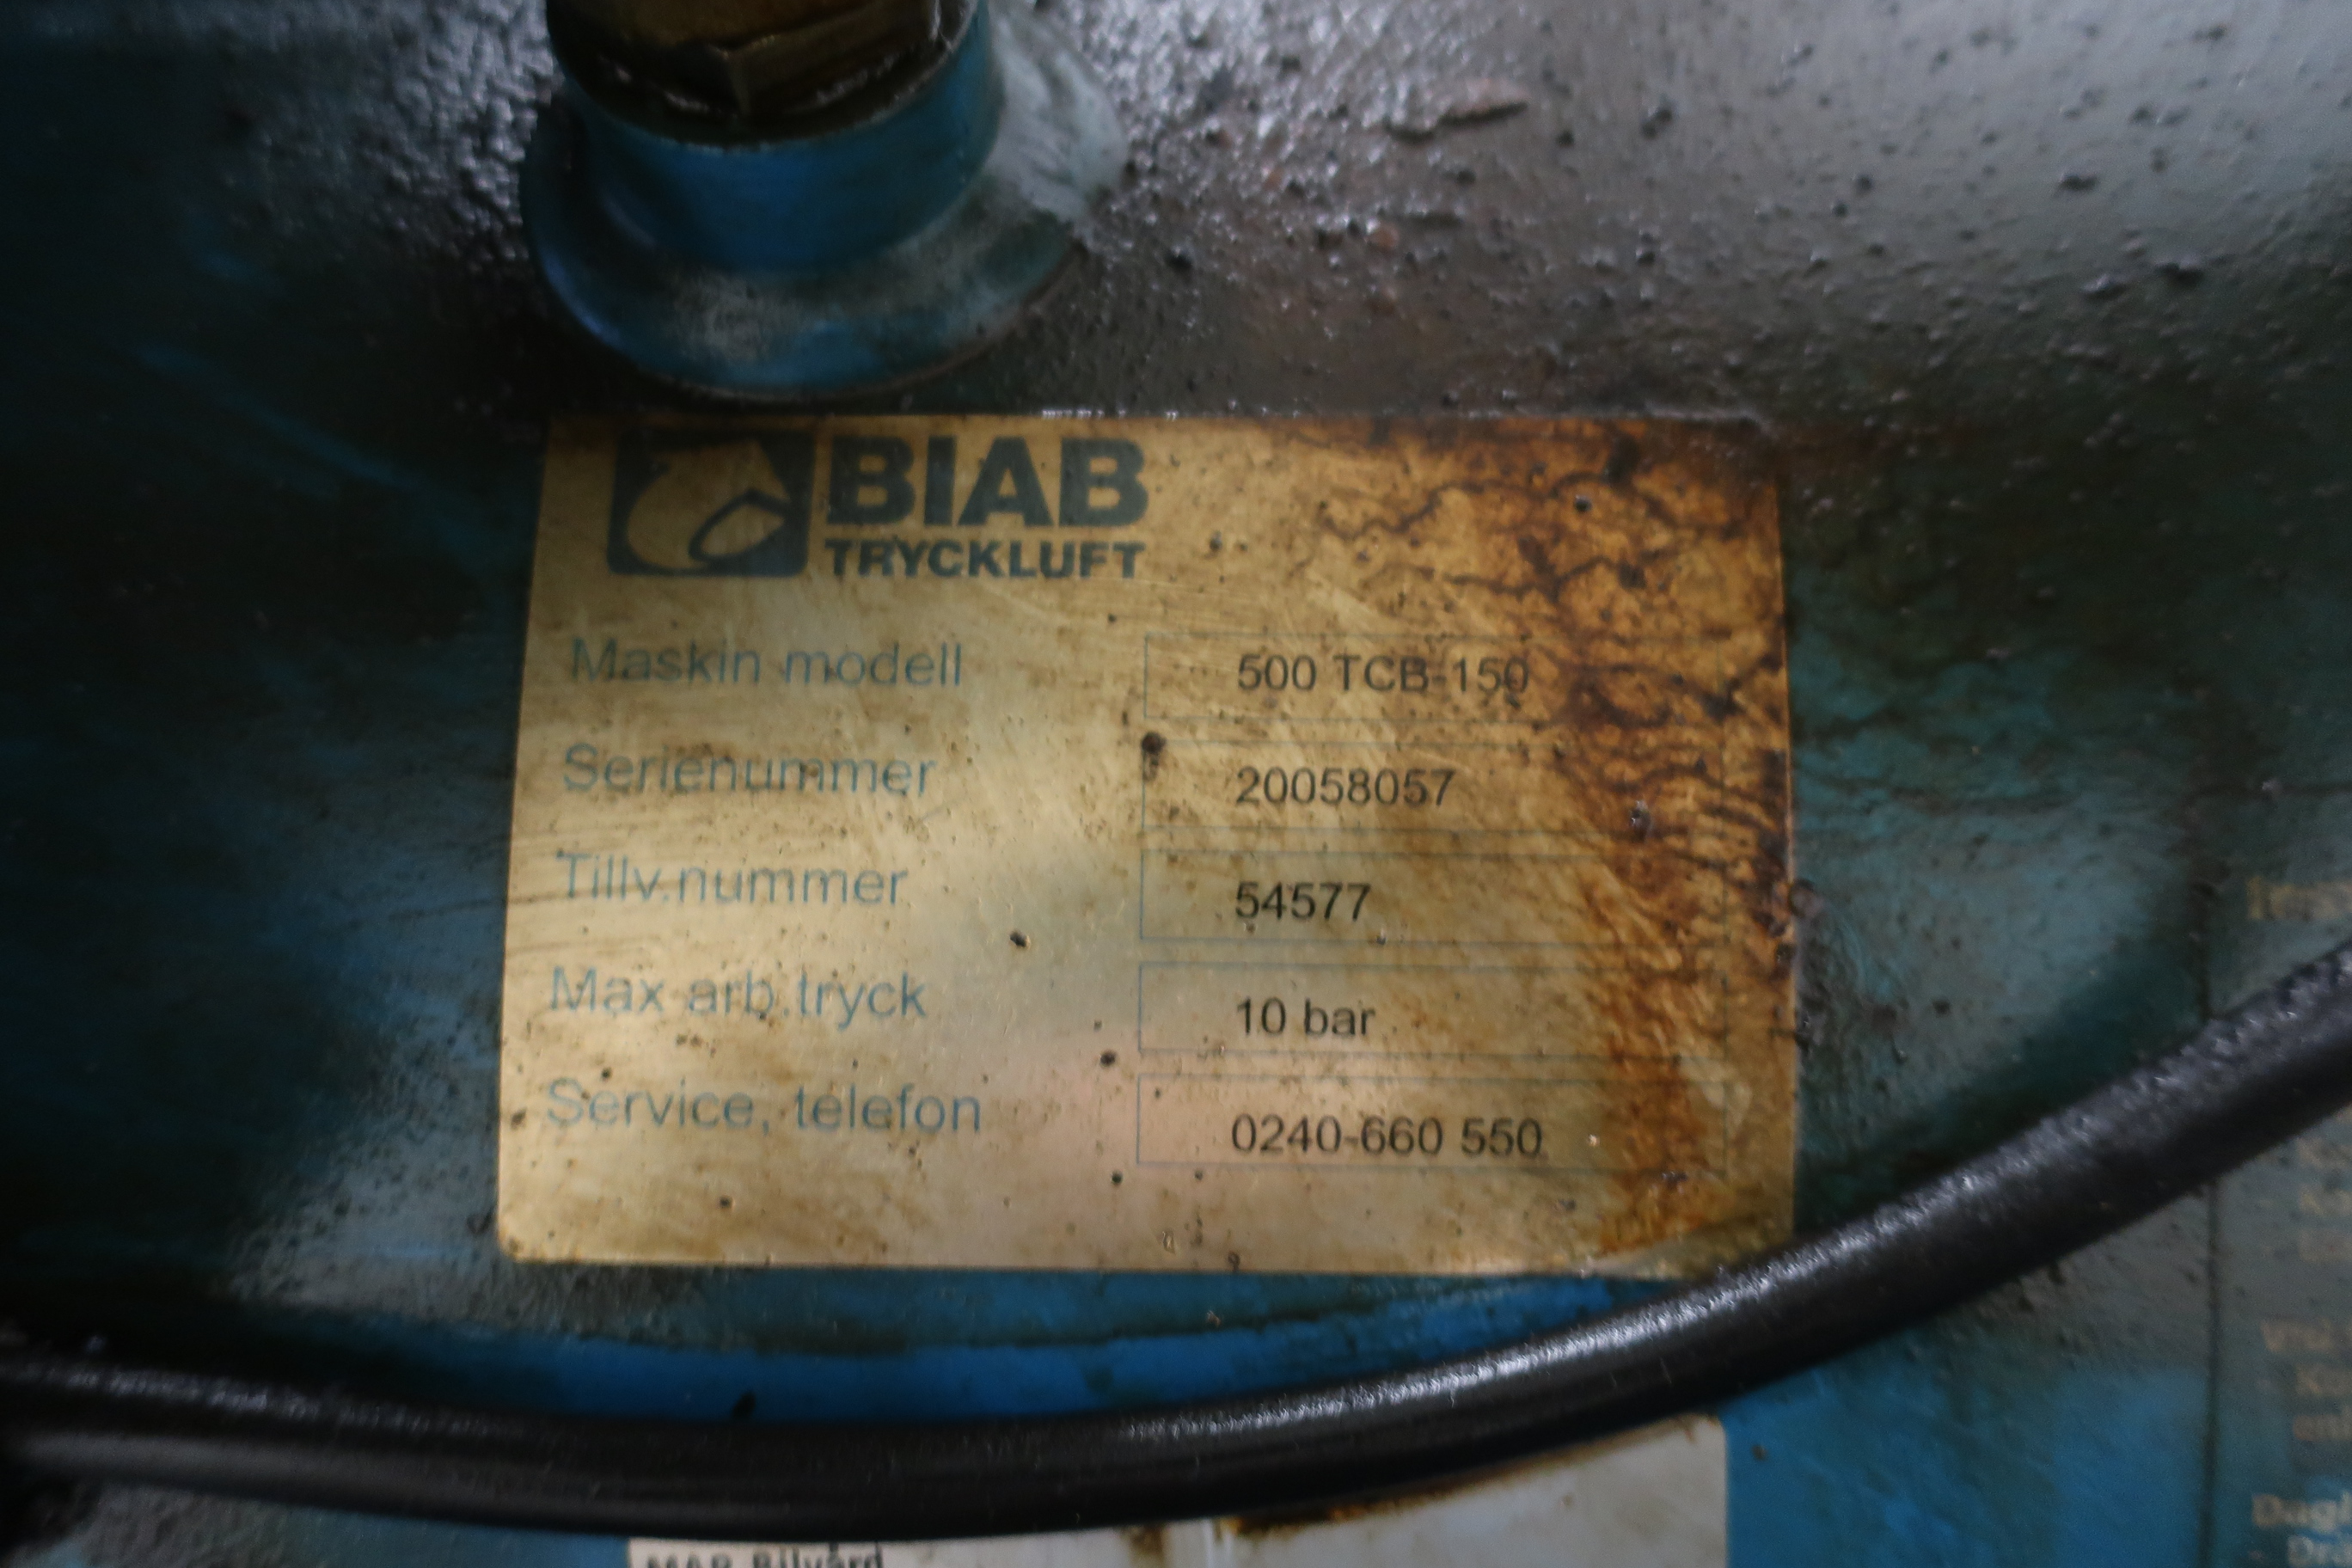 BIAB
TRYCKLUFT
Maskin modell 500 TCB-150
Serienummer 20058057
Tillv.nummer 54577
Max arb.tryck 10 bar
Service, telefon 0240-660 550
Bilvård